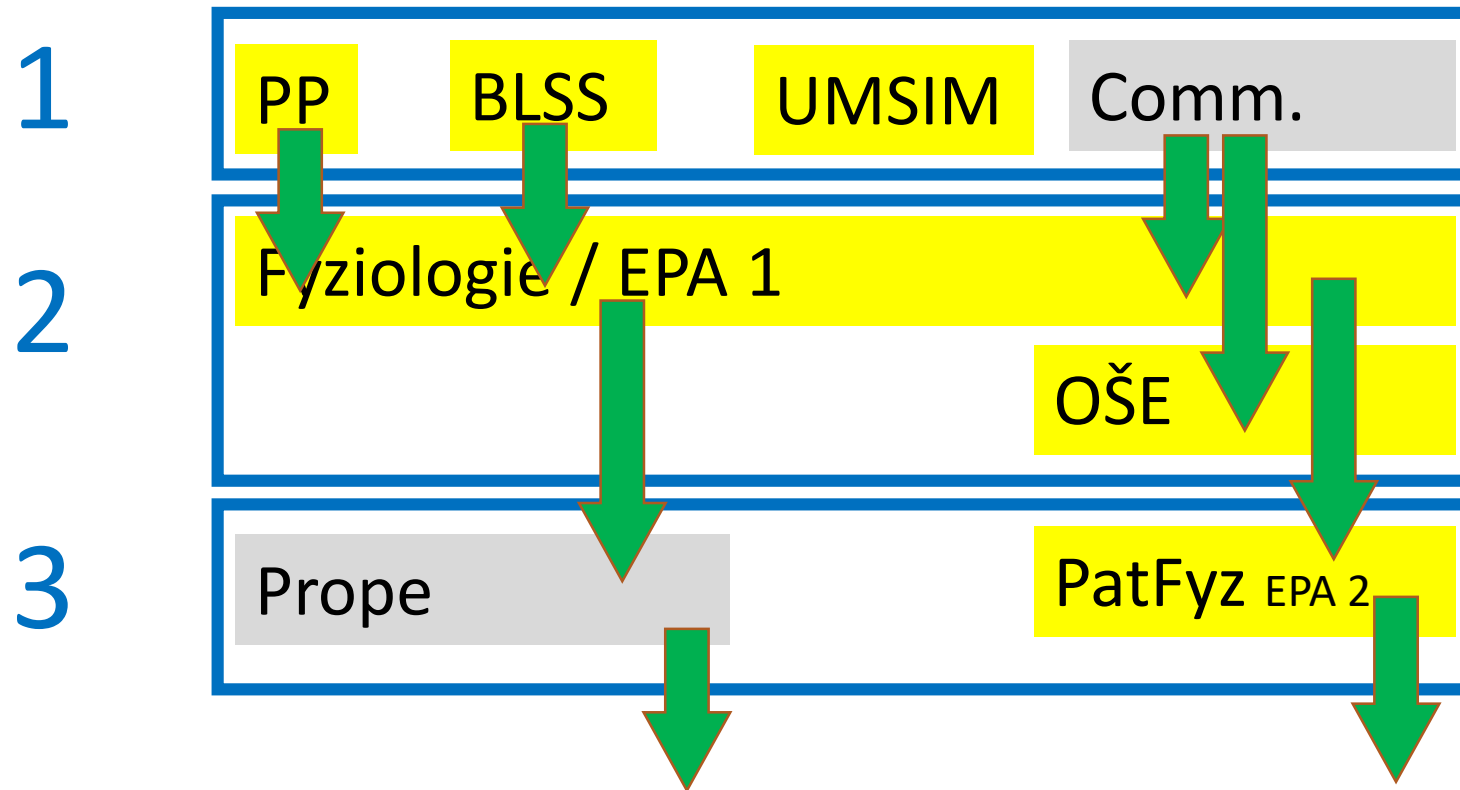 1
PP BLSS UMSIM Comm.
2
Fyziologie / EPA 1
OŠE
3
Prope PatFyz EPA 2